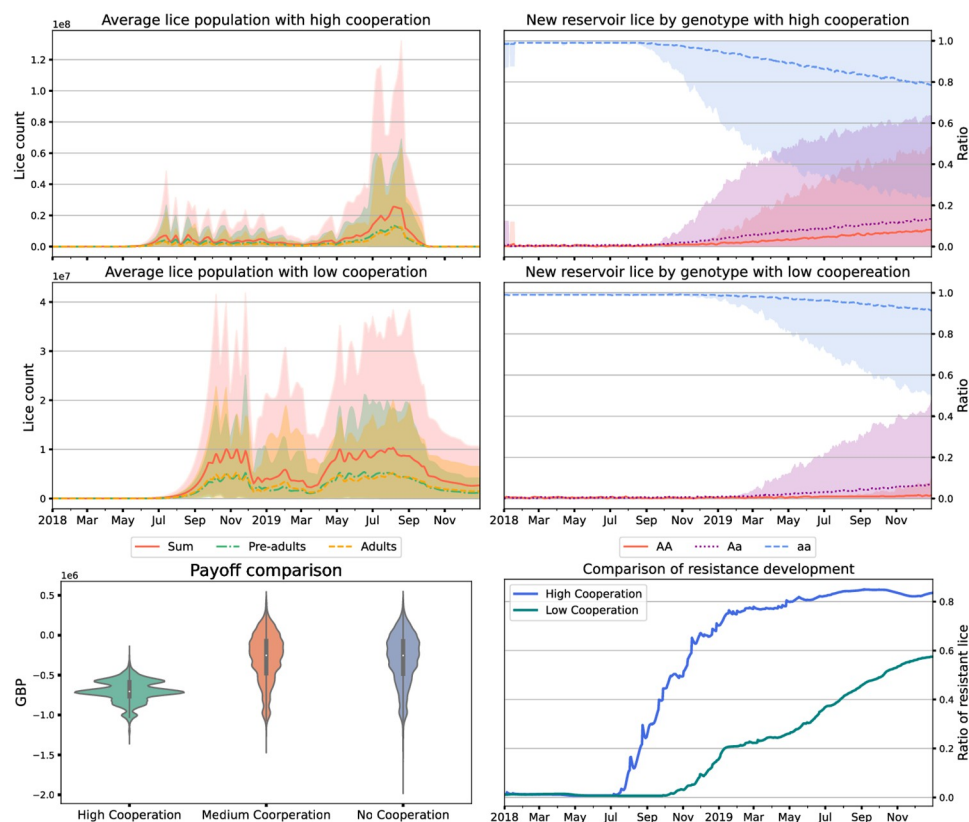 Average lice population with high cooperation
1e8
Lice count
1.2
1.0
0.8
0.6
0.4
0.2
0.0
New reservoir lice by genotype with high cooperation
1.0
0.8
0.6
0.4
0.2
0.0
Ratio
Average lice population with low cooperation
1e7
Lice count
4
3
2
1
0
2018 Mar May Jul Sep Nov 2019 Mar May Jul Sep Nov
Sum Pre-adults Adults
New reservoir lice by genotype with low coopereation
1.0
0.8
0.6
0.4
0.2
0.0
Ratio
2018 Mar May Jul Sep Nov 2019 Mar May Jul Sep Nov
AA Aa aa
Payoff comparison
1e6
GBP
0.5
0.0
−0.5
−1.0
−1.5
−2.0
High Cooperation Medium Coorperation No Cooperation
Comparison of resistance development
High Cooperation
Low Cooperation
0.8
0.6
0.4
0.2
0.0
Ratio of resistant lice
2018 Mar May Jul Sep Nov 2019 Mar May Jul Sep Nov